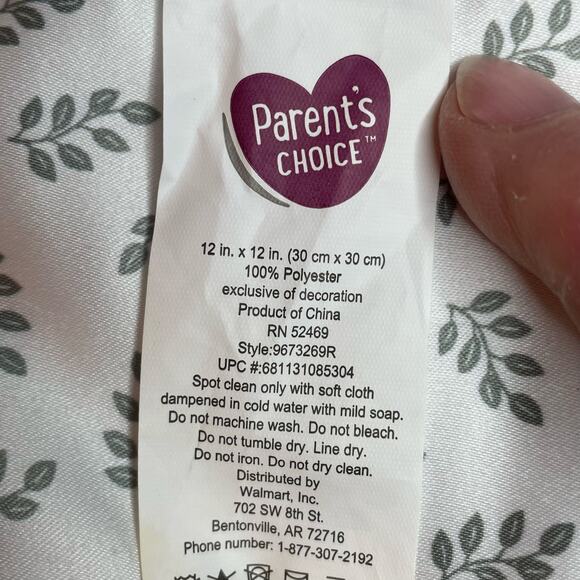 Parent's
CHOICE™
12 in. x 12 in. (30 cm x 30 cm)
100% Polyester
exclusive of decoration
Product of China
RN 52469
Style:9673269R
UPC #:681131085304
Spot clean only with soft cloth
dampened in cold water with mild soap.
Do not machine wash. Do not bleach.
Do not tumble dry. Line dry.
Do not iron. Do not dry clean.
Distributed by
Walmart, Inc.
702 SW 8th St.
Bentonville, AR 72716
Phone number: 1-877-307-2192